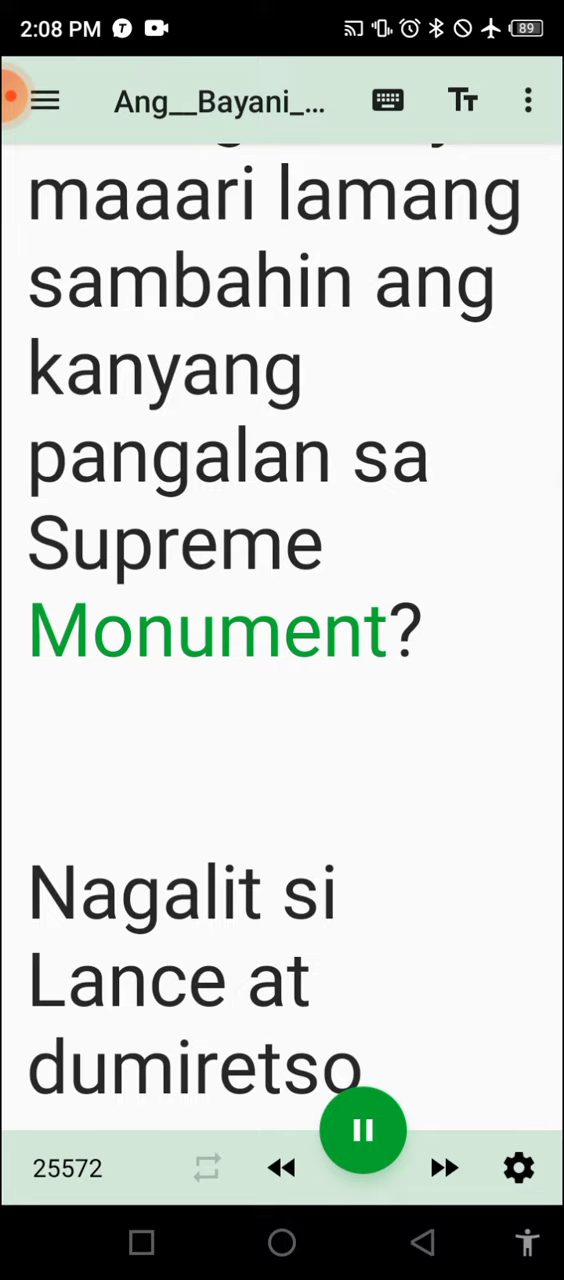 2:08 PM
89
Ang__Bayani_...
maaari lamang
sambahin ang
kanyang
pangalan sa
Supreme
Monument?
Nagalit si
Lance at
dumiretso
25572